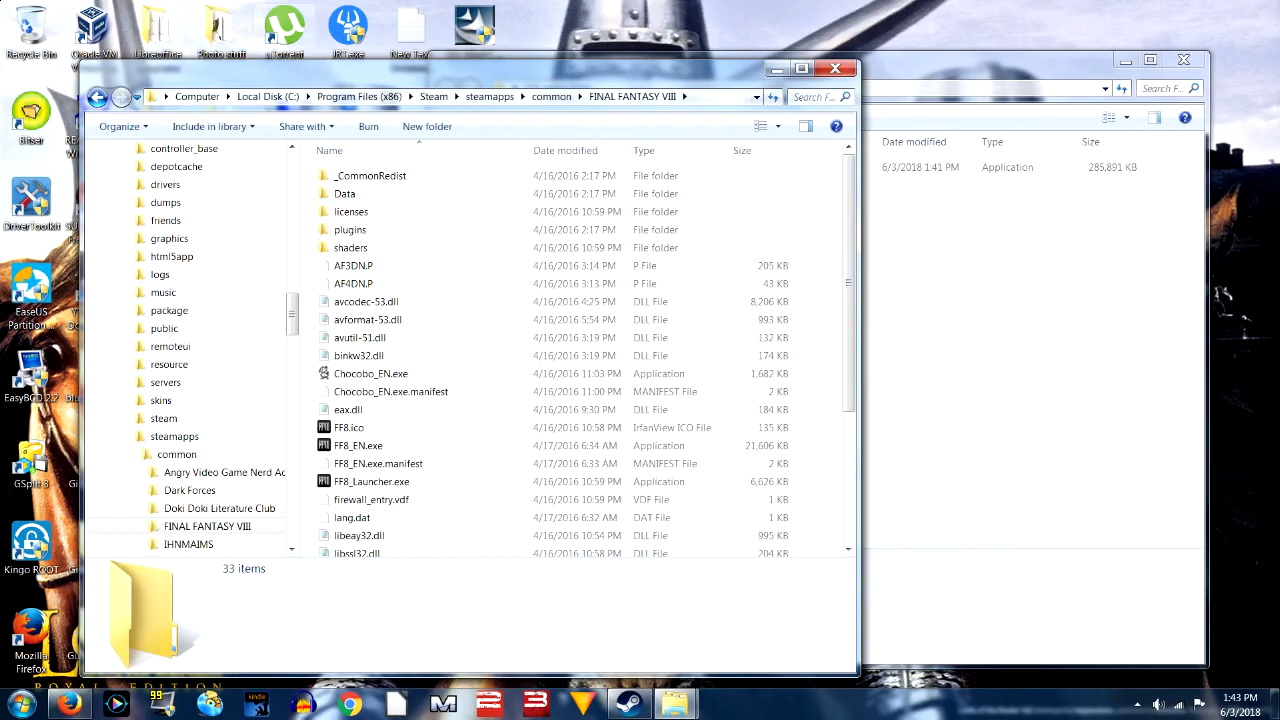 Recycle Bin
Oracle VM
Libreoffice
Photo stuff
uTorrent
JRT.exe
New Tex
Computer
Local Disk (C:)
Program Files (x86)
Steam
steamapps
common
FINAL FANTASY VIII
Search F...
Search F...
Organize
Include in library
Share with
Burn
New folder
Name
Date modified
Type
Size
Date modified
Type
Size
6/3/2018 1:41 PM
Application
285,891 KB
controller_base
depotcache
drivers
dumps
friends
graphics
html5app
logs
music
package
public
remoteui
resource
servers
skins
steam
steamapps
common
Angry Video Game Nerd Ac
Dark Forces
Doki Doki Literature Club
FINAL FANTASY VIII
IHNMAIMS
_CommonRedist 4/16/2016 2:17 PM File folder
Data 4/16/2016 2:17 PM File folder
licenses 4/16/2016 10:59 PM File folder
plugins 4/16/2016 2:17 PM File folder
shaders 4/16/2016 10:59 PM File folder
AF3DN.P 4/16/2016 3:14 PM P File 205 KB
AF4DN.P 4/16/2016 3:13 PM P File 43 KB
avcodec-53.dll 4/16/2016 4:25 PM DLL File 8,206 KB
avformat-53.dll 4/16/2016 5:54 PM DLL File 993 KB
avutil-51.dll 4/16/2016 3:19 PM DLL File 132 KB
binkw32.dll 4/16/2016 3:19 PM DLL File 174 KB
Chocobo_EN.exe 4/16/2016 11:03 PM Application 1,682 KB
Chocobo_EN.exe.manifest 4/16/2016 11:00 PM MANIFEST File 2 KB
eax.dll 4/16/2016 9:30 PM DLL File 184 KB
FF8.ico 4/16/2016 10:58 PM IrfanView ICO File 135 KB
FF8_EN.exe 4/17/2016 6:34 AM Application 21,606 KB
FF8_EN.exe.manifest 4/17/2016 6:33 AM MANIFEST File 2 KB
FF8_Launcher.exe 4/16/2016 10:59 PM Application 6,626 KB
firewall_entry.vdf 4/16/2016 10:59 PM VDF File 1 KB
lang.dat 4/17/2016 6:32 AM DAT File 1 KB
libeay32.dll 4/16/2016 10:54 PM DLL File 995 KB
libssl32.dll 4/16/2016 10:58 PM DLL File 204 KB
33 items
Bitser
DriverToolkit
EaseUS
Partition ...
EasyBCD 2.2
GSplit 3
Kingo ROOT
Mozilla
Firefox
ROYAL EDITION
99
kindle
1:43 PM
6/3/2018